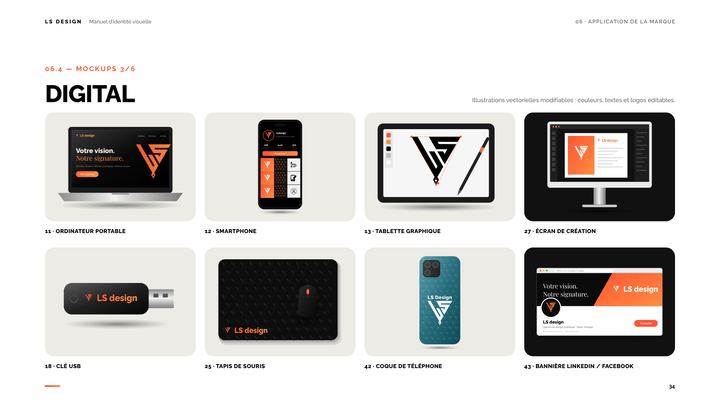 LS DESIGN Manuel d'identité visuelle
06 · APPLICATION DE LA MARQUE
06.4 — MOCKUPS 3/6
DIGITAL
Illustrations vectorielles modifiables : couleurs, textes et logos éditables.
LS design
Votre vision.
Notre signature.
11 · ORDINATEUR PORTABLE
12 · SMARTPHONE
13 · TABLETTE GRAPHIQUE
27 · ÉCRAN DE CRÉATION
LS design
LS design
LS Design
Votre vision.
Notre signature.
LS design
LS design
18 · CLÉ USB
25 · TAPIS DE SOURIS
42 · COQUE DE TÉLÉPHONE
43 · BANNIÈRE LINKEDIN / FACEBOOK
34